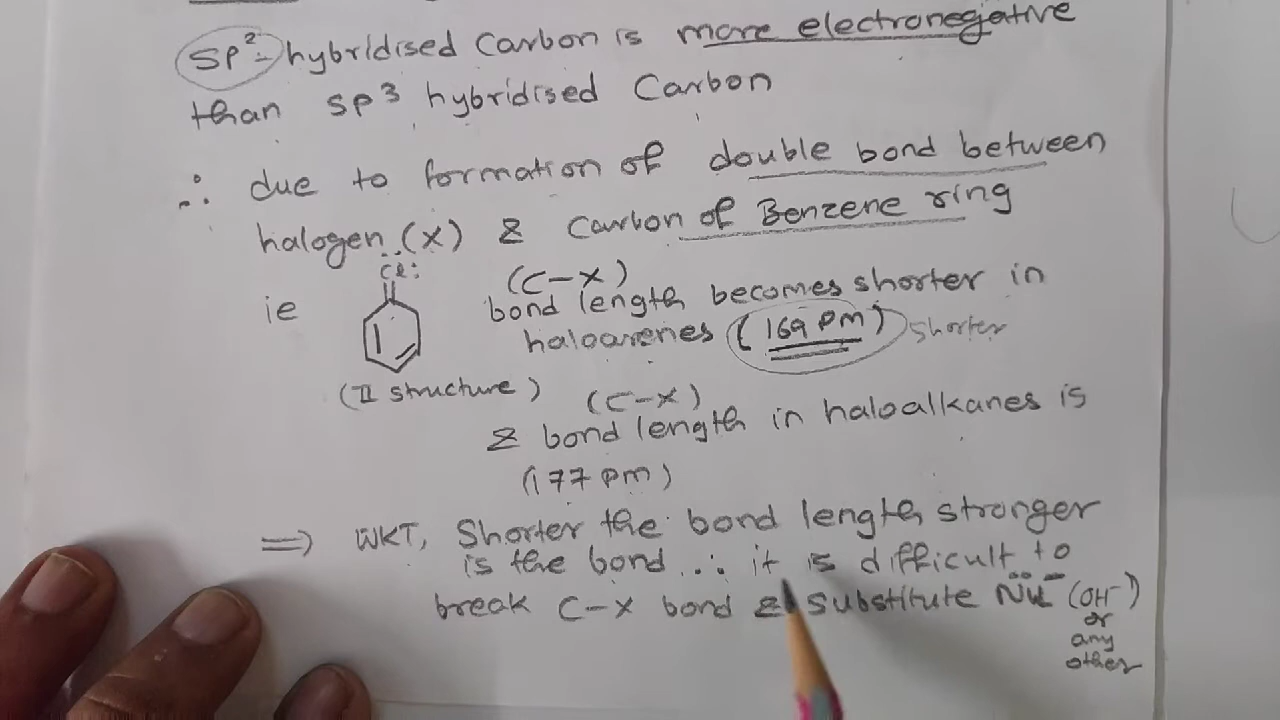 SP²- hybridised Carbon is more electronegative
than SP³ hybridised Carbon
∴ due to formation of double bond between
halogen (X) & Carbon of Benzene ring
ie
:Cl:
(II structure)
(C-X)
bond length becomes shorter in
haloarenes (169 pm) shorter
(C-X)
& bond length in haloalkanes is
(177 pm)
⇒ WKT, Shorter the bond length stronger
is the bond ∴ it is difficult to
break C-X bond & substitute Nu⁻ (OH⁻)
or
any
other